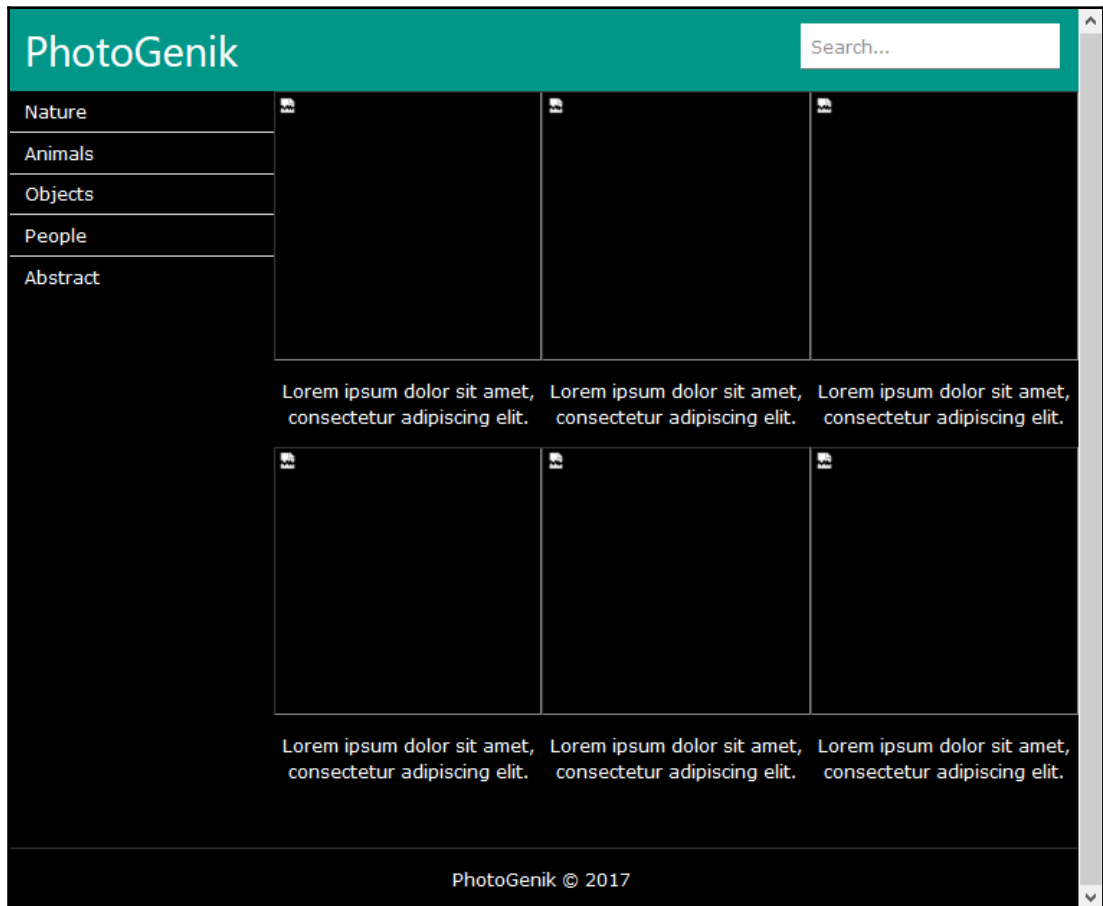 PhotoGenik
Search...
Nature
Animals
Objects
People
Abstract
Lorem ipsum dolor sit amet,
consectetur adipiscing elit.
Lorem ipsum dolor sit amet,
consectetur adipiscing elit.
Lorem ipsum dolor sit amet,
consectetur adipiscing elit.
Lorem ipsum dolor sit amet,
consectetur adipiscing elit.
Lorem ipsum dolor sit amet,
consectetur adipiscing elit.
Lorem ipsum dolor sit amet,
consectetur adipiscing elit.
PhotoGenik © 2017